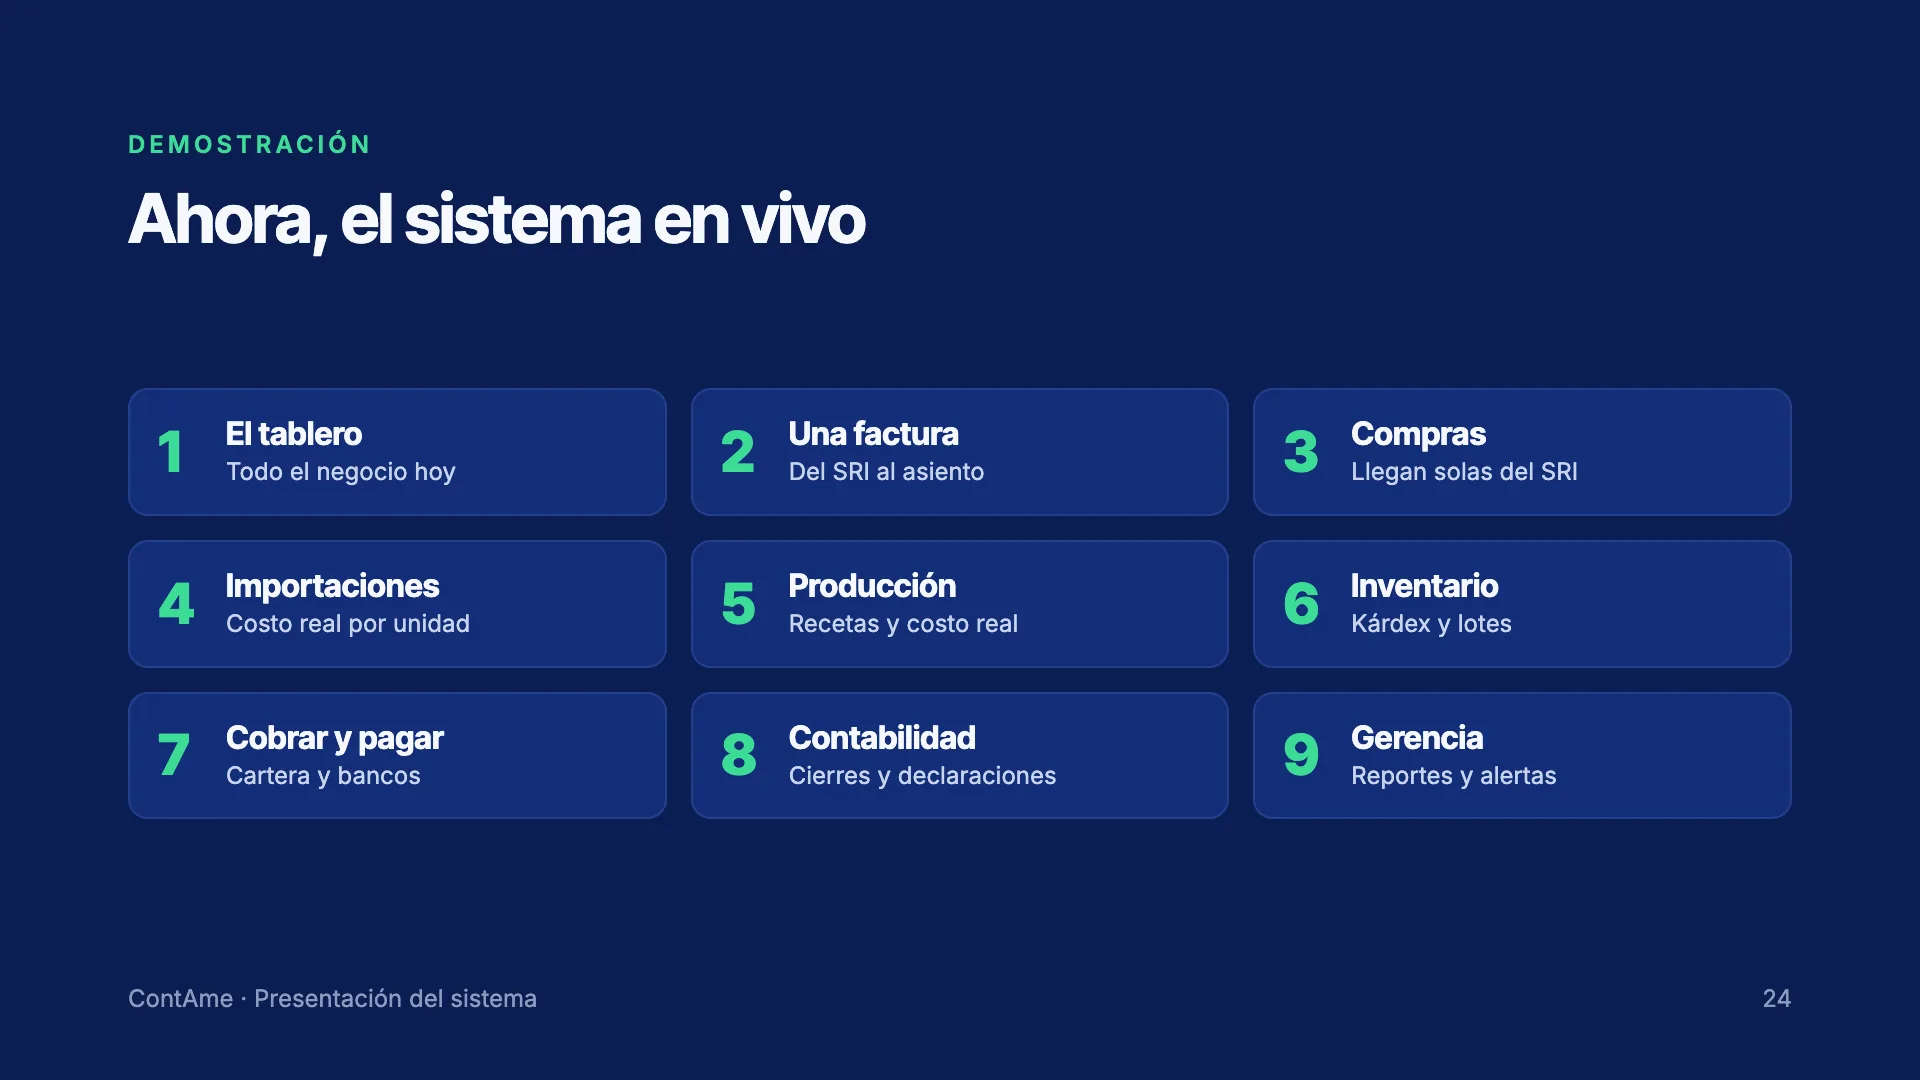 DEMOSTRACIÓN
Ahora, el sistema en vivo
1
El tablero
Todo el negocio hoy
2
Una factura
Del SRI al asiento
3
Compras
Llegan solas del SRI
4
Importaciones
Costo real por unidad
5
Producción
Recetas y costo real
6
Inventario
Kárdex y lotes
7
Cobrar y pagar
Cartera y bancos
8
Contabilidad
Cierres y declaraciones
9
Gerencia
Reportes y alertas
ContAme · Presentación del sistema
24